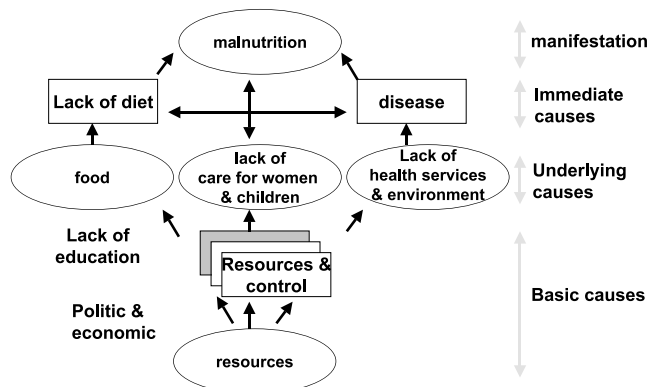 malnutrition
manifestation
Lack of diet
disease
Immediate
causes
food
lack of
care for women
& children
Lack of
health services
& environment
Underlying
causes
Lack of
education
Resources &
control
Politic &
economic
Basic causes
resources